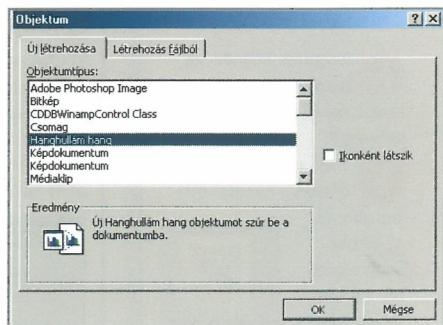 Objektum
Új létrehozása
Létrehozás fájlból
Objektumtípus:
Adobe Photoshop Image
Bitkép
CDDBWinampControl Class
Csomag
Hanghullám hang
Képdokumentum
Képdokumentum
Médiaklip
Ikonként látszik
Eredmény
Új Hanghullám hang objektumot szúr be a
dokumentumba.
OK
Mégse